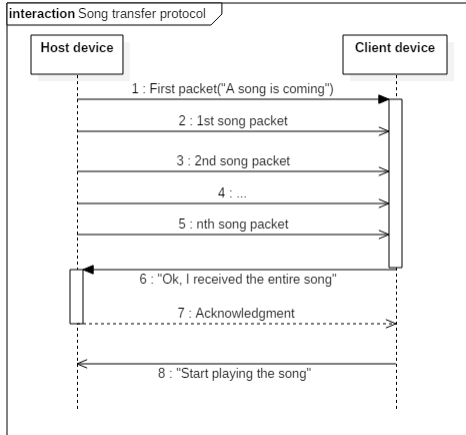 interaction Song transfer protocol
Host device
Client device
1 : First packet("A song is coming")
2 : 1st song packet
3 : 2nd song packet
4 : ...
5 : nth song packet
6 : "Ok, I received the entire song"
7 : Acknowledgment
8 : "Start playing the song"